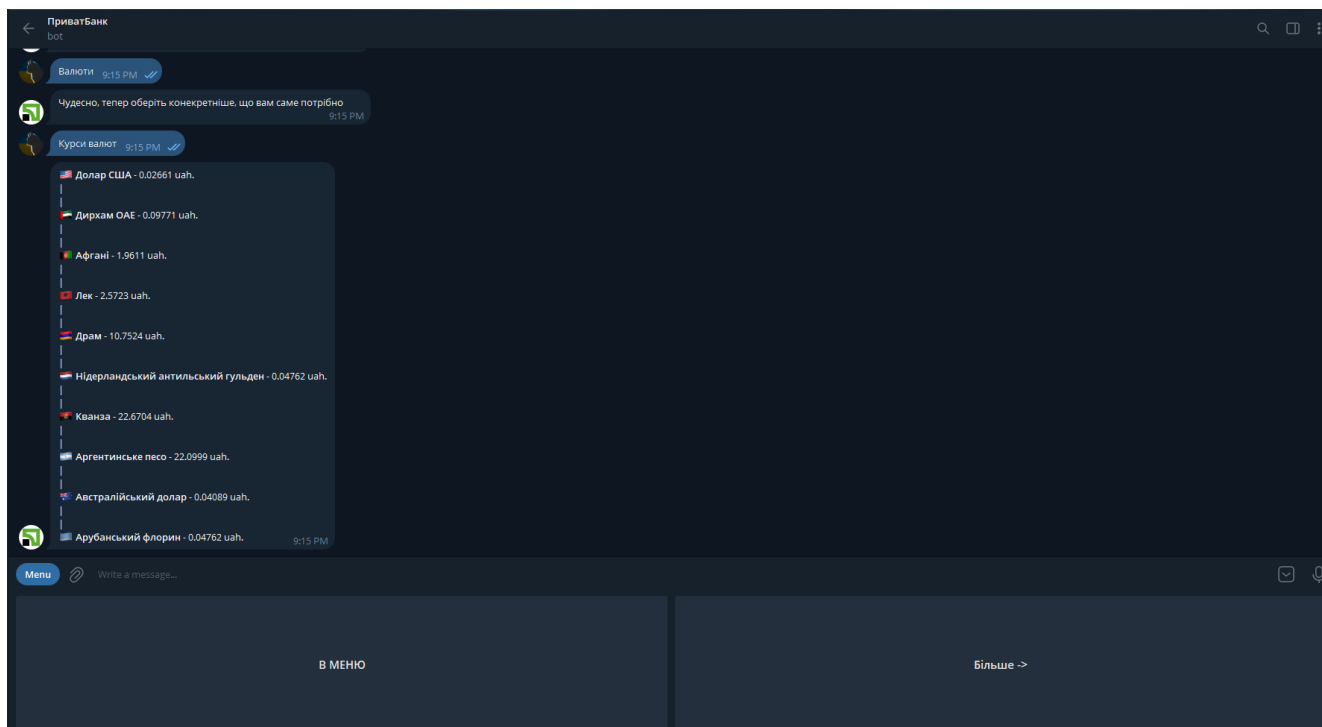 ПриватБанк
bot
Валюти 9:15 PM
Чудесно, тепер оберіть конекретніше, що вам саме потрібно
9:15 PM
Курси валют 9:15 PM
Долар США - 0.02661 uah.
|
|
Дирхам ОАЕ - 0.09771 uah.
|
|
Афгані - 1.9611 uah.
|
|
Лек - 2.5723 uah.
|
|
Драм - 10.7524 uah.
|
|
Нідерландський антильський гульден - 0.04762 uah.
|
|
Кванза - 22.6704 uah.
|
|
Аргентинське песо - 22.0999 uah.
|
|
Австралійський долар - 0.04089 uah.
|
|
Арубанський флорин - 0.04762 uah. 9:15 PM
Menu Write a message...
В МЕНЮ Більше ->